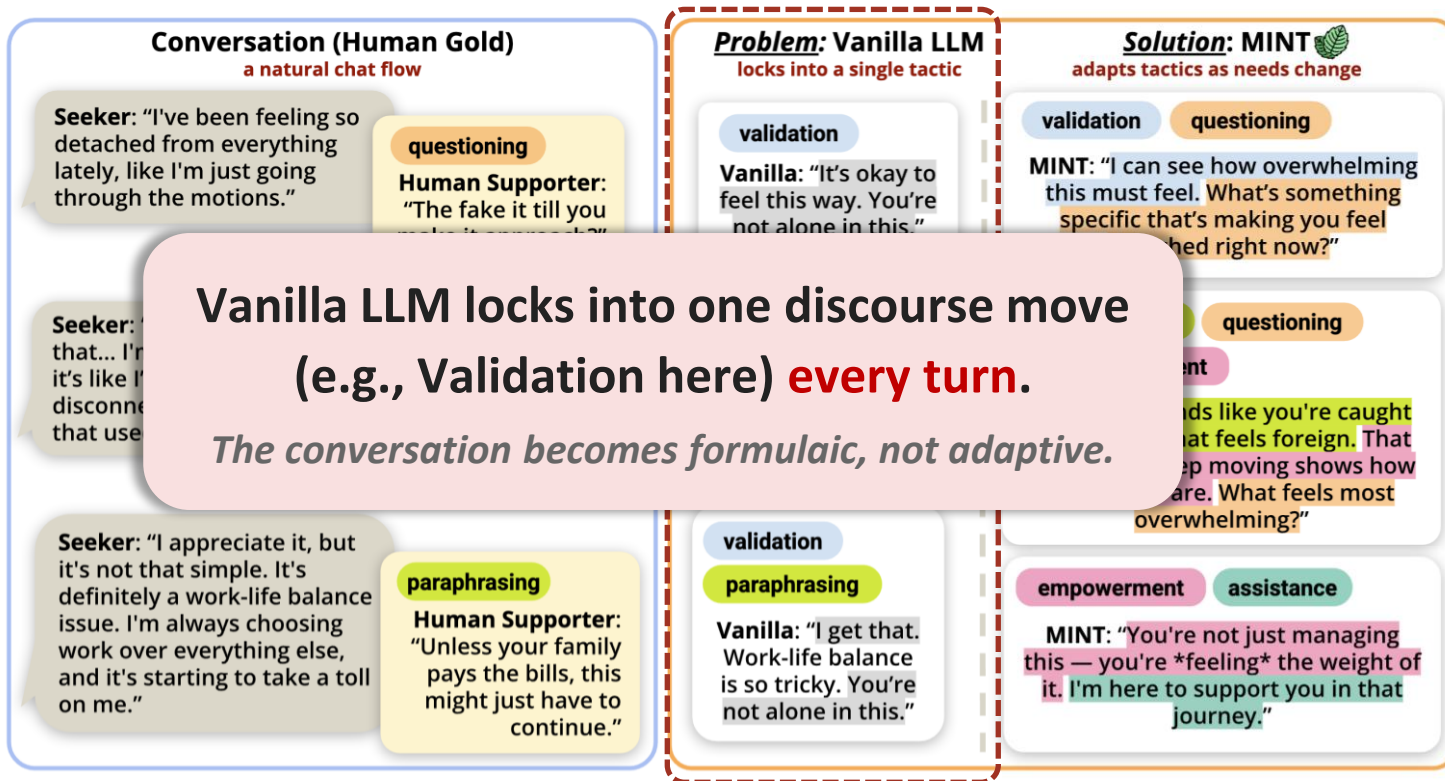 Conversation (Human Gold)
a natural chat flow
Seeker: “I've been feeling so
detached from everything
lately, like I'm just going
through the motions.”
questioning
Human Supporter:
“The fake it till you
make it approach?”
Seeker: “
that... I'm
it’s like I’
disconne
that use
Seeker: “I appreciate it, but
it's not that simple. It's
definitely a work-life balance
issue. I'm always choosing
work over everything else,
and it's starting to take a toll
on me.”
paraphrasing
Human Supporter:
“Unless your family
pays the bills, this
might just have to
continue.”
Problem: Vanilla LLM
locks into a single tactic
validation
Vanilla: “It’s okay to
feel this way. You’re
not alone in this.”
validation
paraphrasing
Vanilla: “I get that.
Work-life balance
is so tricky. You’re
not alone in this.”
Solution: MINT
adapts tactics as needs change
validation questioning
MINT: “I can see how overwhelming
this must feel. What’s something
specific that’s making you feel
hed right now?”
questioning
ent
nds like you're caught
hat feels foreign. That
ep moving shows how
are. What feels most
overwhelming?”
empowerment assistance
MINT: “You're not just managing
this — you're *feeling* the weight of
it. I'm here to support you in that
journey.”
Vanilla LLM locks into one discourse move
(e.g., Validation here) every turn.
The conversation becomes formulaic, not adaptive.